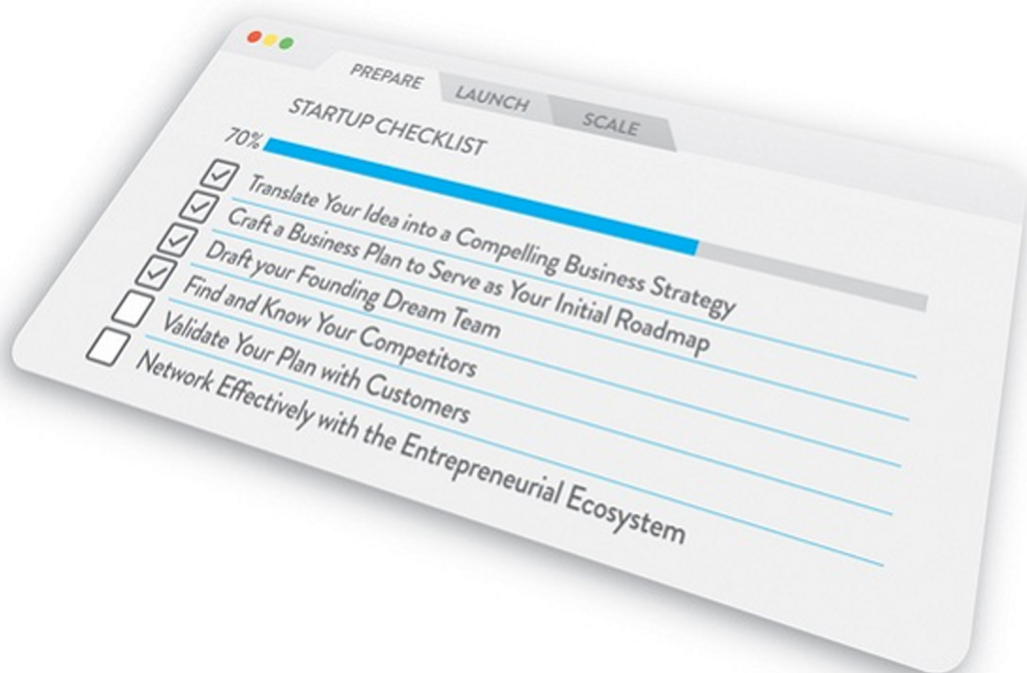 PREPARE
LAUNCH
SCALE
STARTUP CHECKLIST
70%
Translate Your Idea into a Compelling Business Strategy
Craft a Business Plan to Serve as Your Initial Roadmap
Draft your Founding Dream Team
Find and Know Your Competitors
Validate Your Plan with Customers
Network Effectively with the Entrepreneurial Ecosystem